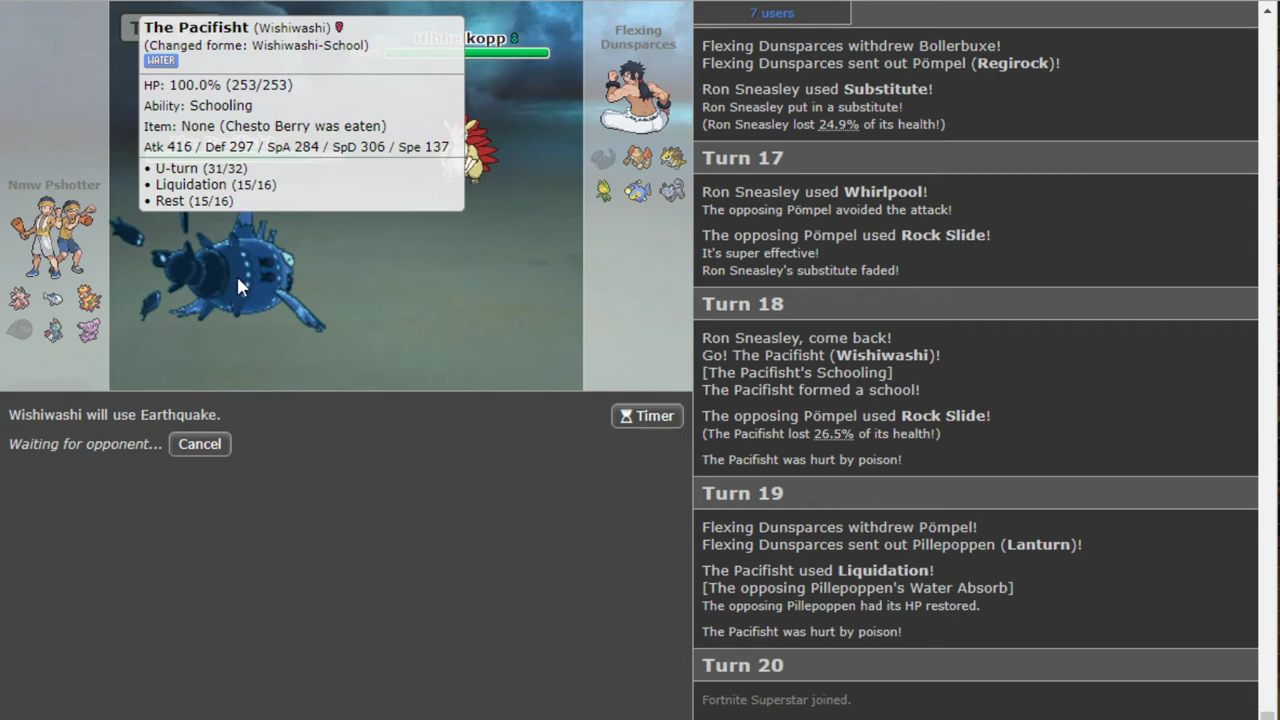 The Pacifisht (Wishiwashi)
(Changed forme: Wishiwashi-School)
WATER
HP: 100.0% (253/253)
Ability: Schooling
Item: None (Chesto Berry was eaten)
Atk 416 / Def 297 / SpA 284 / SpD 306 / Spe 137
• U-turn (31/32)
• Liquidation (15/16)
• Rest (15/16)
Flexing
Dunsparces
Nmw Pshotter
Wishiwashi will use Earthquake.
Timer
Waiting for opponent...
Cancel
7 users
Flexing Dunsparces withdrew Bollerbuxe!
Flexing Dunsparces sent out Pömpel (Regirock)!
Ron Sneasley used Substitute!
Ron Sneasley put in a substitute!
(Ron Sneasley lost 24.9% of its health!)
Turn 17
Ron Sneasley used Whirlpool!
The opposing Pömpel avoided the attack!
The opposing Pömpel used Rock Slide!
It's super effective!
Ron Sneasley's substitute faded!
Turn 18
Ron Sneasley, come back!
Go! The Pacifisht (Wishiwashi)!
[The Pacifisht's Schooling]
The Pacifisht formed a school!
The opposing Pömpel used Rock Slide!
(The Pacifisht lost 26.5% of its health!)
The Pacifisht was hurt by poison!
Turn 19
Flexing Dunsparces withdrew Pömpel!
Flexing Dunsparces sent out Pillepoppen (Lanturn)!
The Pacifisht used Liquidation!
[The opposing Pillepoppen's Water Absorb]
The opposing Pillepoppen had its HP restored.
The Pacifisht was hurt by poison!
Turn 20
Fortnite Superstar joined.